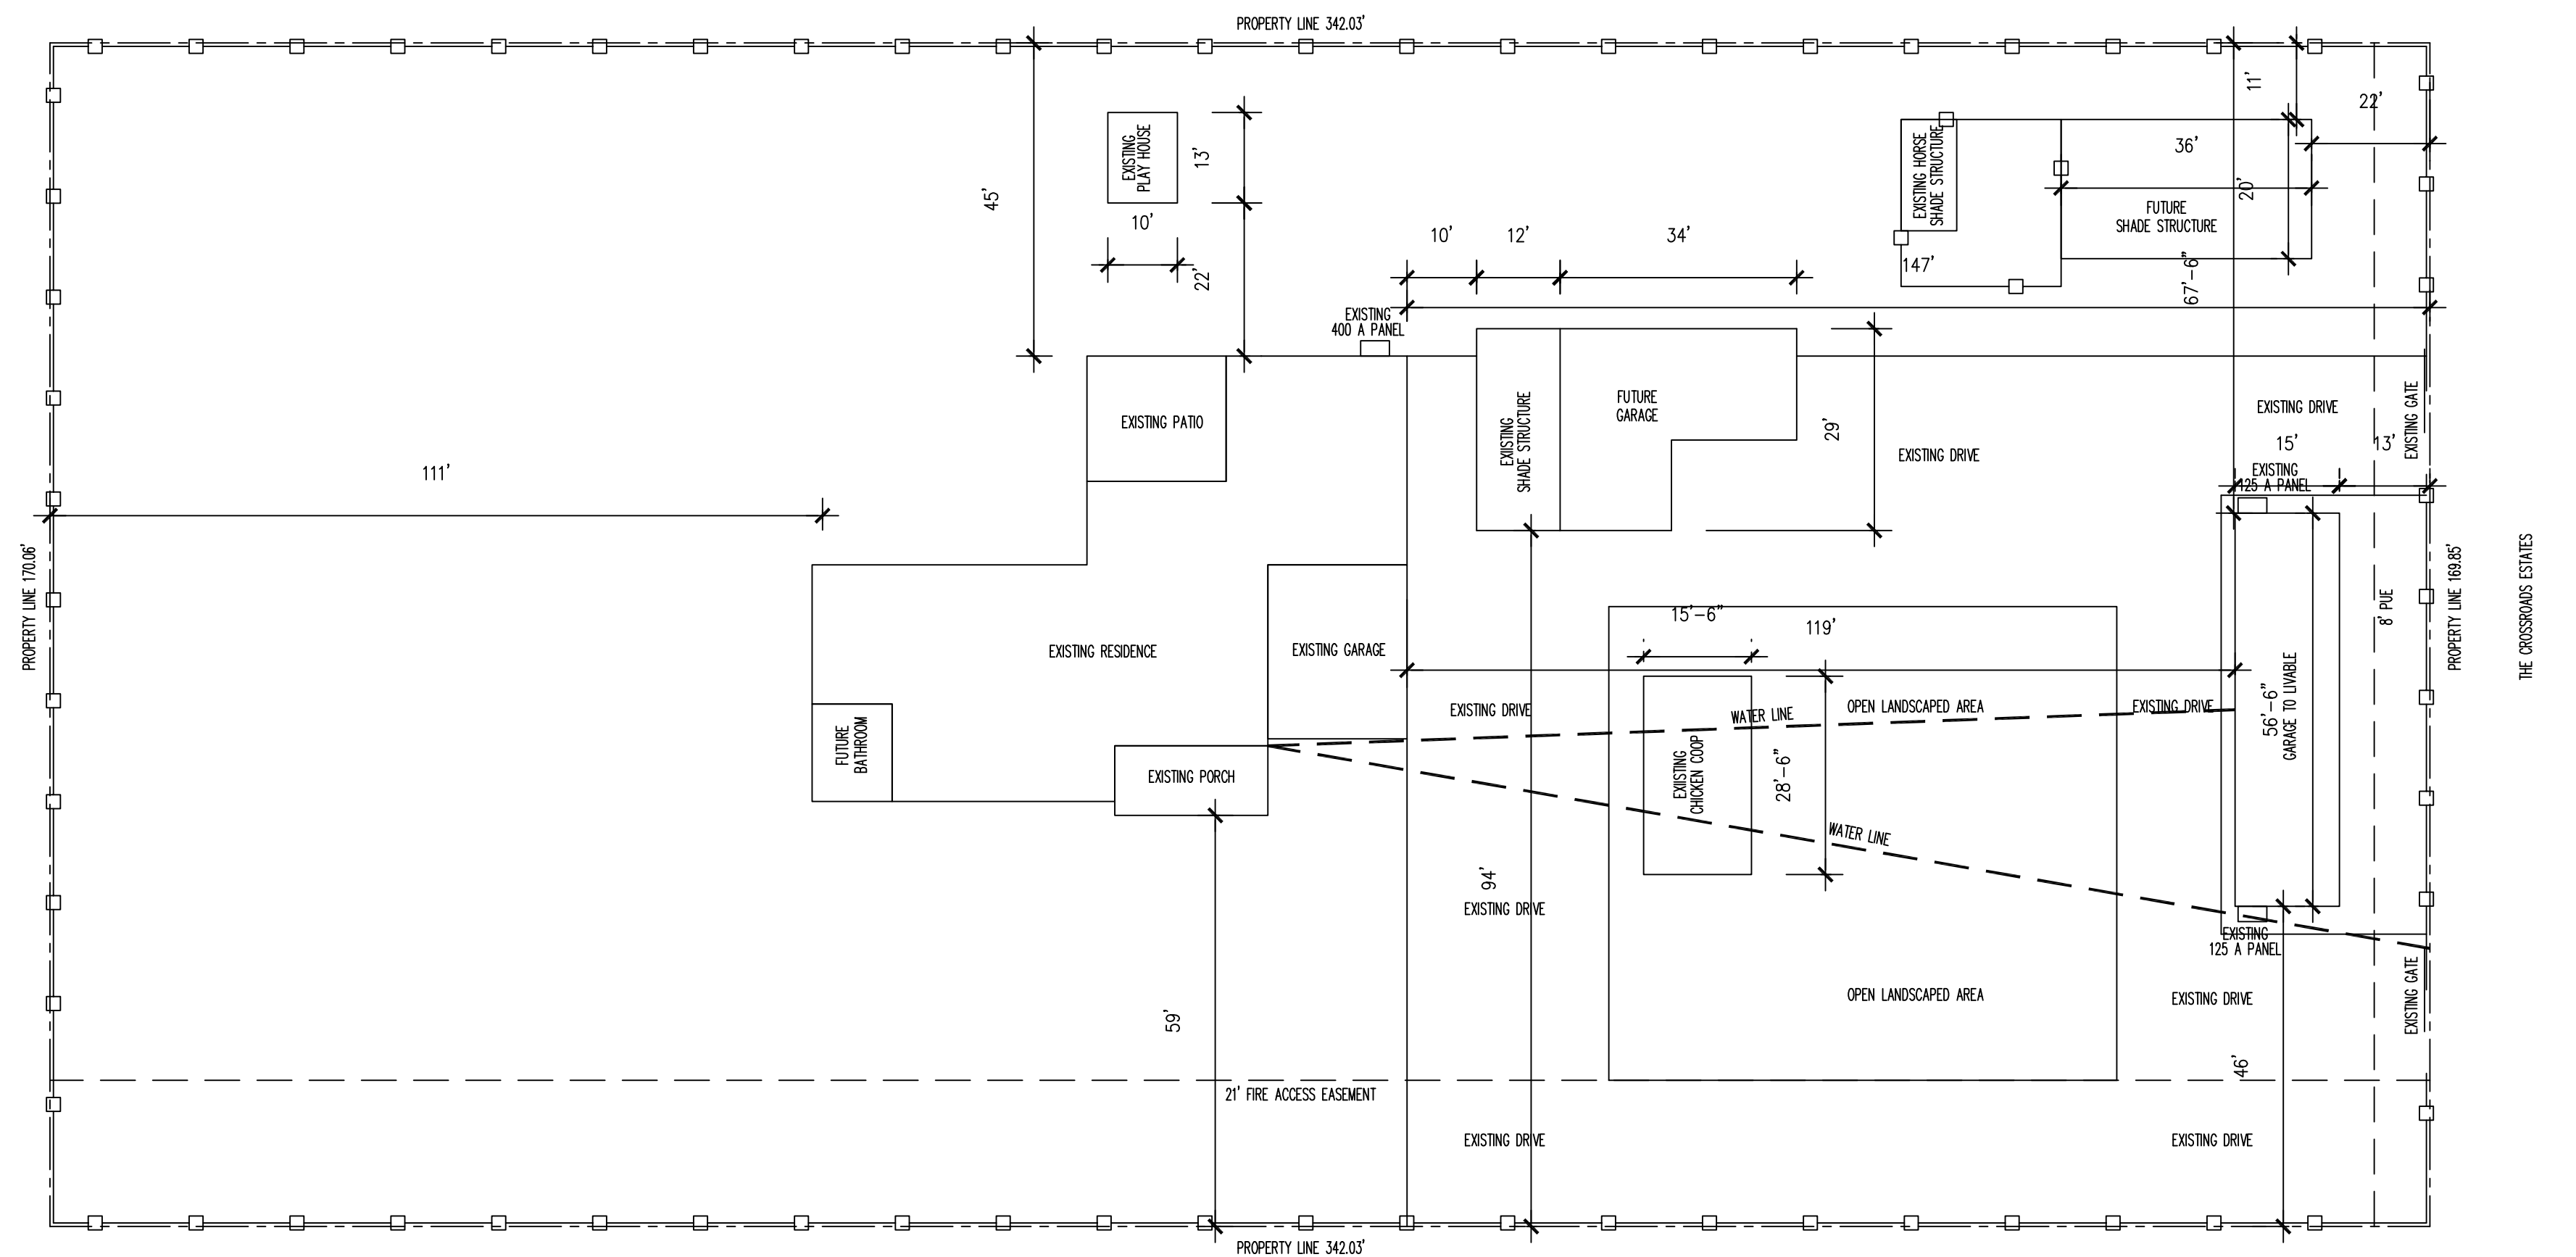 PROPERTY LINE 342.03'
11'
22'
EXISTING
PLAY HOUSE
13'
45'
10'
22'
EXISTING HORSE
SHADE STRUCTURE
36'
20'
FUTURE
SHADE STRUCTURE
10'
12'
34'
147'
67'-6"
EXISTING
400 A PANEL
EXISTING PATIO
EXIISTING
SHADE STRUCTURE
FUTURE
GARAGE
29'
EXISTING DRIVE
EXISTING DRIVE
EXISTING GATE
15'
13'
EXISTING
125 A PANEL
111'
PROPERTY LINE 170.06'
EXISTING RESIDENCE
EXISTING GARAGE
15'-6"
119'
8' PUE
PROPERTY LINE 169.85'
THE CROSSROADS ESTATES
EXISTING DRIVE
WATER LINE
OPEN LANDSCAPED AREA
EXISTING DRIVE
56'-6"
GARAGE TO LIVABLE
FUTURE
BATHROOM
EXISTING PORCH
EXIISTING
CHICKEN COOP
28'-6"
WATER LINE
94'
EXISTING DRIVE
EXISTING
125 A PANEL
59'
OPEN LANDSCAPED AREA
EXISTING DRIVE
EXISTING GATE
46'
21' FIRE ACCESS EASEMENT
EXISTING DRIVE
EXISTING DRIVE
PROPERTY LINE 342.03'